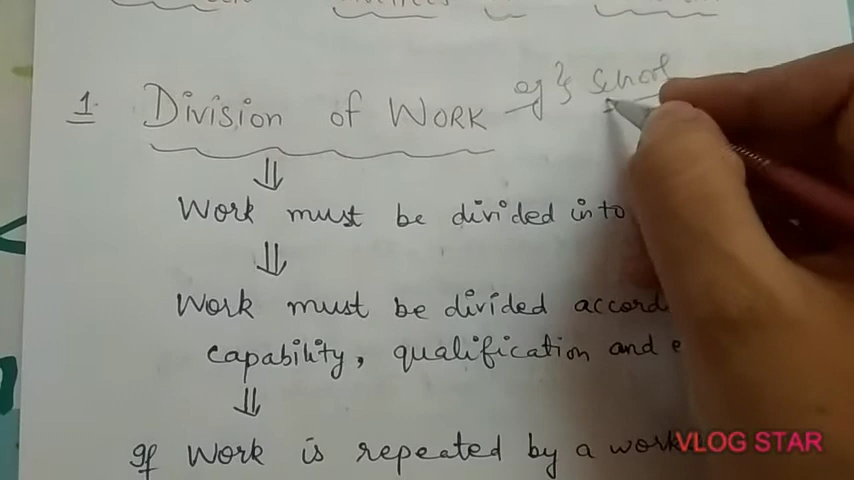 1. Division of Work - eg's School
Work must be divided into
Work must be divided accord
capability, qualification and e
If Work is repeated by a work
VLOG STAR